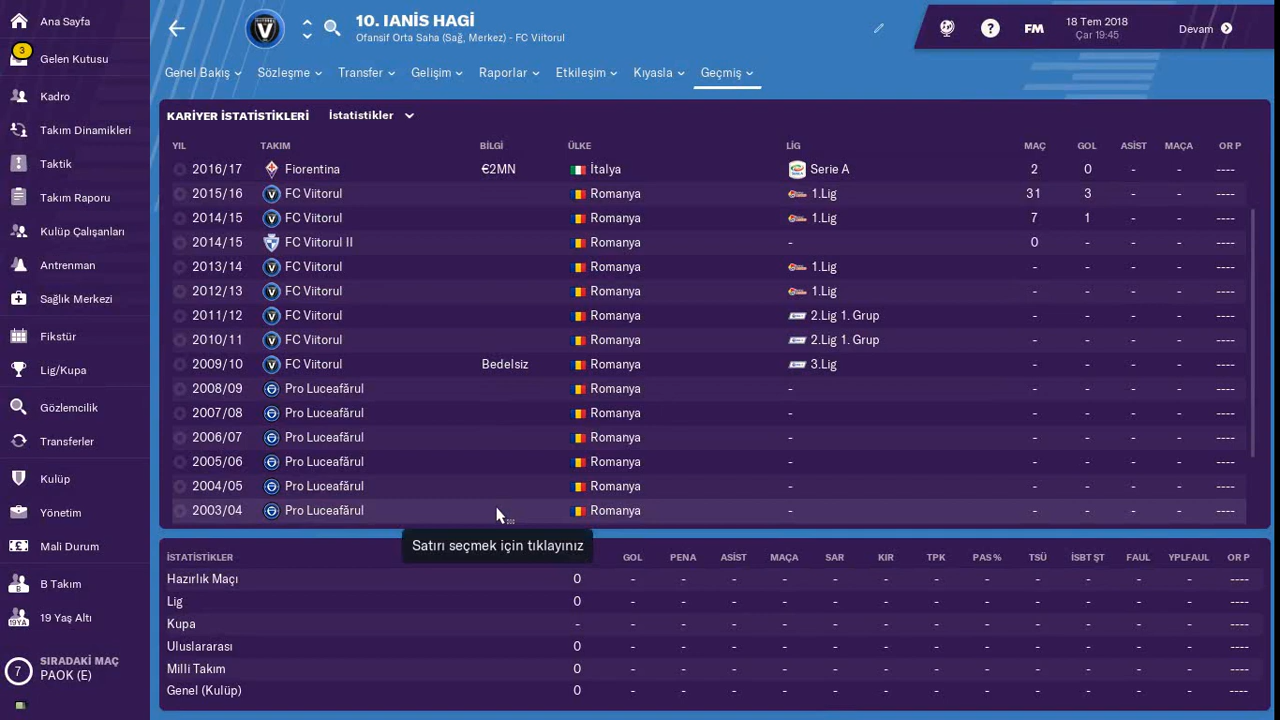 Ana Sayfa
3
Gelen Kutusu
Kadro
Takım Dinamikleri
Taktik
Takım Raporu
Kulüp Çalışanları
Antrenman
Sağlık Merkezi
Fikstür
Lig/Kupa
Gözlemcilik
Transferler
Kulüp
Yönetim
Mali Durum
B Takım
19 Yaş Altı
19YA
B
7
SIRADAKİ MAÇ
PAOK (E)
10. IANİS HAGİ
Ofansif Orta Saha (Sağ, Merkez) - FC Viitorul
? FM
18 Tem 2018
Çar 19:45
Devam
Genel Bakış Sözleşme Transfer Gelişim Raporlar Etkileşim Kıyasla Geçmiş
KARİYER İSTATİSTİKLERİ İstatistikler
YIL TAKIM BİLGİ ÜLKE LİG MAÇ GOL ASİST MAÇA OR P
2016/17 Fiorentina €2MN İtalya Serie A 2 0 - - ----
2015/16 FC Viitorul Romanya 1.Lig 31 3 - - ----
2014/15 FC Viitorul Romanya 1.Lig 7 1 - - ----
2014/15 FC Viitorul II Romanya - 0 - - - ----
2013/14 FC Viitorul Romanya 1.Lig - - - - ----
2012/13 FC Viitorul Romanya 1.Lig - - - - ----
2011/12 FC Viitorul Romanya 2.Lig 1. Grup - - - - ----
2010/11 FC Viitorul Romanya 2.Lig 1. Grup - - - - ----
2009/10 FC Viitorul Bedelsiz Romanya 3.Lig - - - - ----
2008/09 Pro Luceafărul Romanya - - - - - ----
2007/08 Pro Luceafărul Romanya - - - - - ----
2006/07 Pro Luceafărul Romanya - - - - - ----
2005/06 Pro Luceafărul Romanya - - - - - ----
2004/05 Pro Luceafărul Romanya - - - - - ----
2003/04 Pro Luceafărul Romanya - - - - - ----
Satırı seçmek için tıklayınız
İSTATİSTİKLER GOL PENA ASİST MAÇA SAR KIR TPK PAS % TSÜ İSBT ŞT FAUL YPLFAUL OR P
Hazırlık Maçı 0 - - - - - - - - - - - - ----
Lig 0 - - - - - - - - - - - - ----
Kupa - - - - - - - - - - - - - ----
Uluslararası 0 - - - - - - - - - - - - ----
Milli Takım 0 - - - - - - - - - - - - ----
Genel (Kulüp) 0 - - - - - - - - - - - - ----